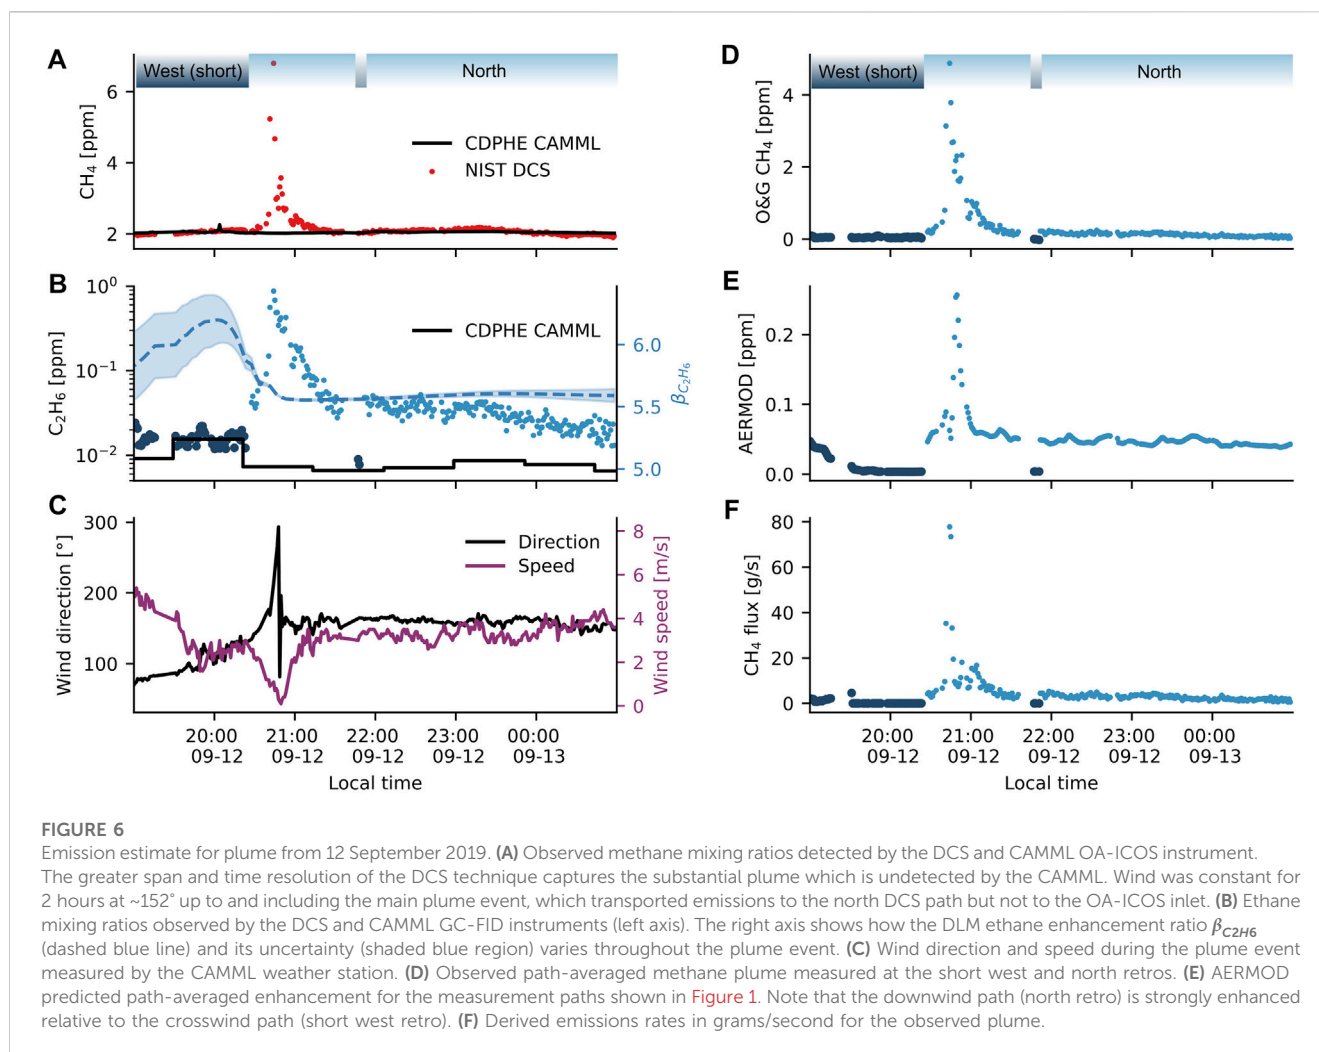 A
West (short)
North
6
4
2
CH₄ [ppm]
CDPHE CAMML
NIST DCS
B
10⁰
10⁻¹
10⁻²
C₂H₆ [ppm]
CDPHE CAMML
6.0
5.5
5.0
β_C₂H₆
C
300
200
100
Wind direction [°]
Direction
Speed
8
6
4
2
0
Wind speed [m/s]
20:00 21:00 22:00 23:00 00:00
09-12 09-12 09-12 09-12 09-13
Local time
D
West (short)
North
4
2
0
O&G CH₄ [ppm]
E
0.2
0.1
0.0
AERMOD [ppm]
F
80
60
40
20
0
CH₄ flux [g/s]
20:00 21:00 22:00 23:00 00:00
09-12 09-12 09-12 09-12 09-13
Local time
FIGURE 6
Emission estimate for plume from 12 September 2019. (A) Observed methane mixing ratios detected by the DCS and CAMML OA-ICOS instrument.
The greater span and time resolution of the DCS technique captures the substantial plume which is undetected by the CAMML. Wind was constant for
2 hours at ~152° up to and including the main plume event, which transported emissions to the north DCS path but not to the OA-ICOS inlet. (B) Ethane
mixing ratios observed by the DCS and CAMML GC-FID instruments (left axis). The right axis shows how the DLM ethane enhancement ratio β_C2H6
(dashed blue line) and its uncertainty (shaded blue region) varies throughout the plume event. (C) Wind direction and speed during the plume event
measured by the CAMML weather station. (D) Observed path-averaged methane plume measured at the short west and north retros. (E) AERMOD
predicted path-averaged enhancement for the measurement paths shown in Figure 1. Note that the downwind path (north retro) is strongly enhanced
relative to the crosswind path (short west retro). (F) Derived emissions rates in grams/second for the observed plume.